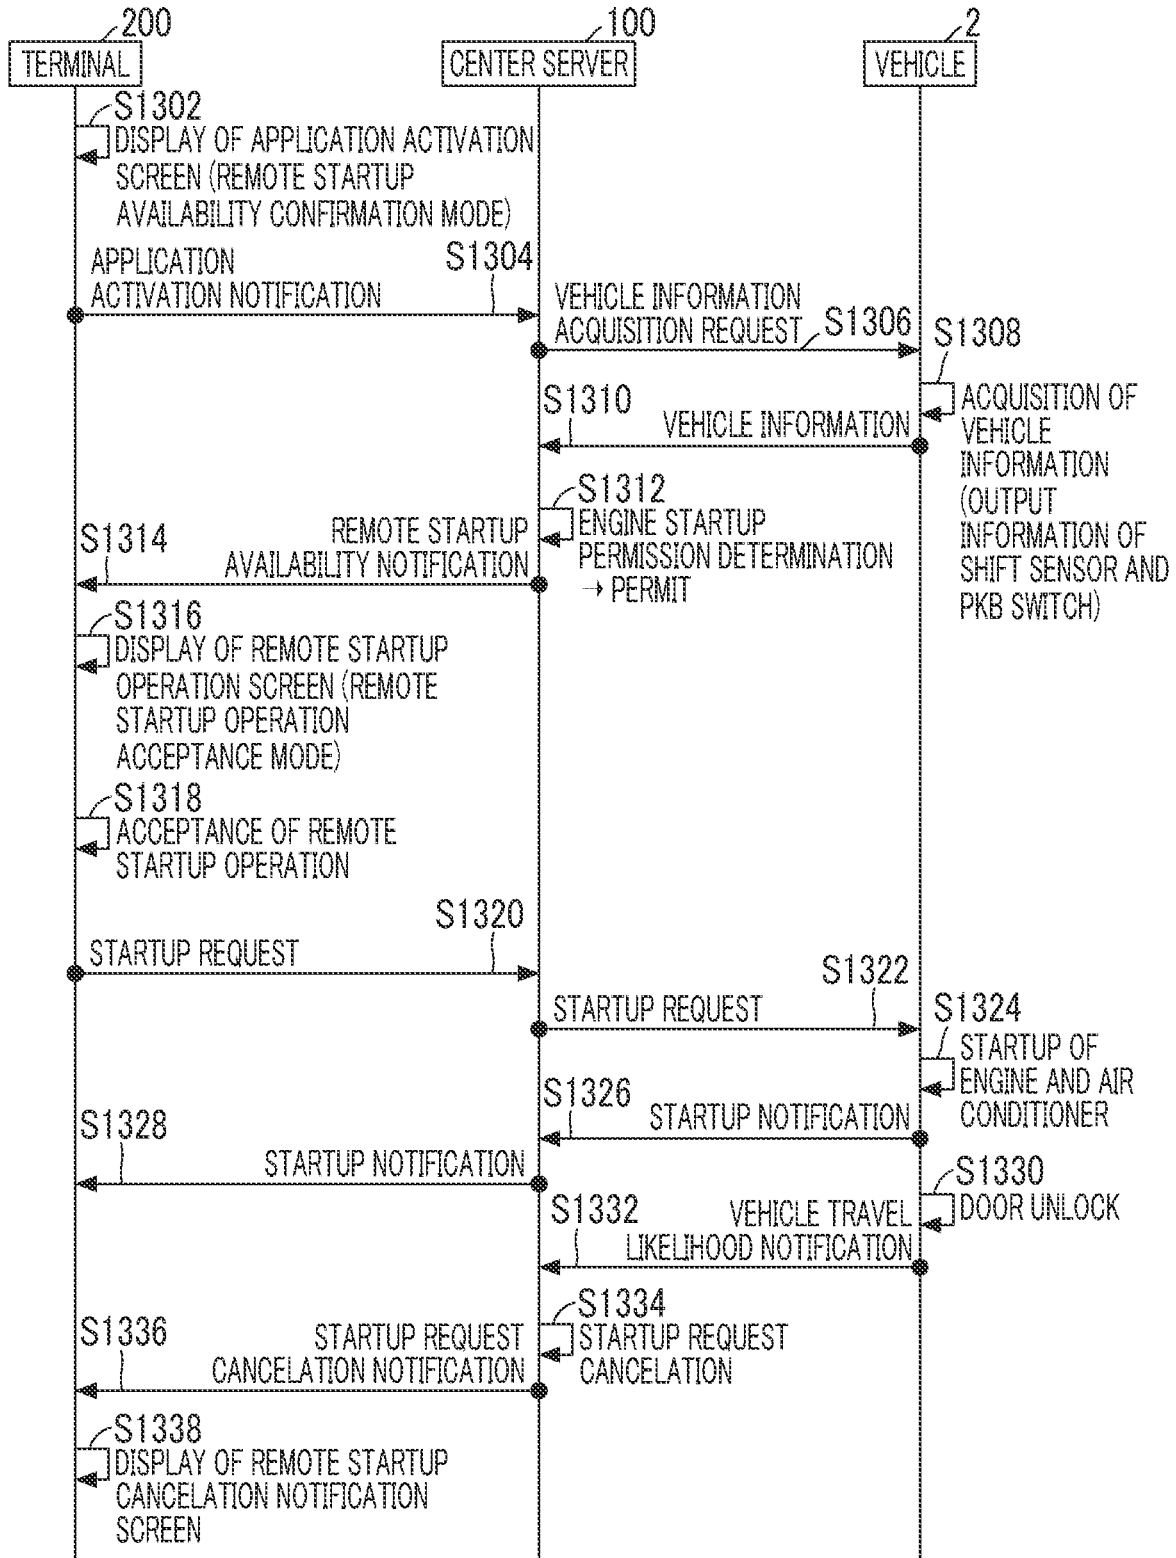 200
100
2
TERMINAL
CENTER SERVER
VEHICLE
S1302
DISPLAY OF APPLICATION ACTIVATION
SCREEN (REMOTE STARTUP
AVAILABILITY CONFIRMATION MODE)
S1304
APPLICATION
ACTIVATION NOTIFICATION
VEHICLE INFORMATION
ACQUISITION REQUEST
S1306
S1308
ACQUISITION OF
VEHICLE
INFORMATION
(OUTPUT
INFORMATION OF
SHIFT SENSOR AND
PKB SWITCH)
S1310
VEHICLE INFORMATION
S1312
ENGINE STARTUP
PERMISSION DETERMINATION
→ PERMIT
S1314
REMOTE STARTUP
AVAILABILITY NOTIFICATION
S1316
DISPLAY OF REMOTE STARTUP
OPERATION SCREEN (REMOTE
STARTUP OPERATION
ACCEPTANCE MODE)
S1318
ACCEPTANCE OF REMOTE
STARTUP OPERATION
S1320
STARTUP REQUEST
S1322
STARTUP REQUEST
S1324
STARTUP OF
ENGINE AND AIR
CONDITIONER
S1326
STARTUP NOTIFICATION
S1328
STARTUP NOTIFICATION
S1330
DOOR UNLOCK
S1332
VEHICLE TRAVEL
LIKELIHOOD NOTIFICATION
S1334
STARTUP REQUEST
CANCELATION
S1336
STARTUP REQUEST
CANCELATION NOTIFICATION
S1338
DISPLAY OF REMOTE STARTUP
CANCELATION NOTIFICATION
SCREEN